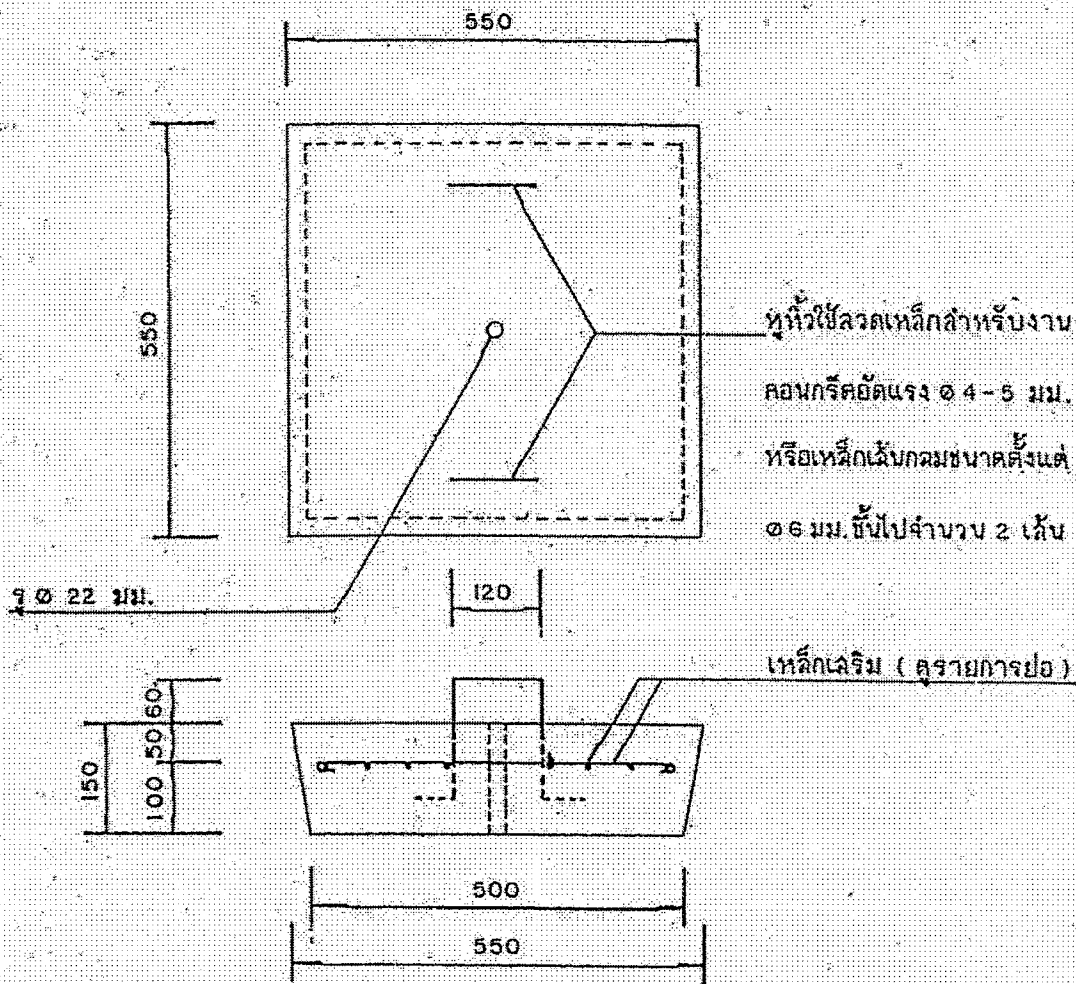 550
550
หูหิ้วใช้ลวดเหล็กสำหรับงาน
คอนกรีตอัดแรง Ø 4-5 มม.
หรือเหล็กเส้นกลมขนาดตั้งแต่
Ø 6 มม.ขึ้นไปจำนวน 2 เส้น
รู Ø 22 มม.
120
เหล็กเสริม ( ดูรายการย่อ )
60
50
150
100
500
550